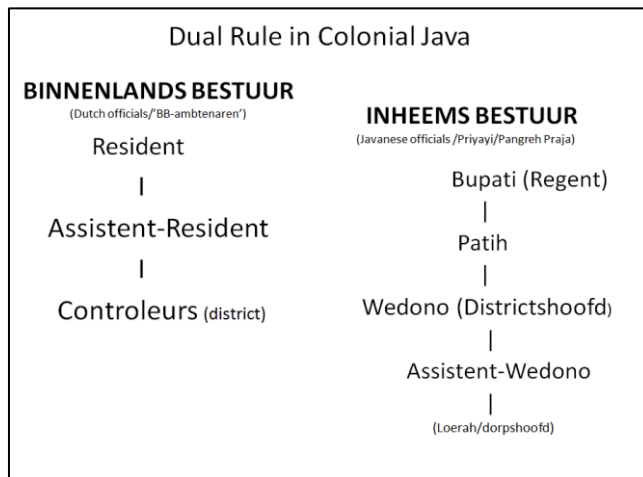 Dual Rule in Colonial Java
BINNENLANDS BESTUUR
(Dutch officials/'BB-ambtenaren')
Resident
|
Assistent-Resident
|
Controleurs (district)
INHEEMS BESTUUR
(Javanese officials /Priyayi/Pangreh Praja)
Bupati (Regent)
|
Patih
|
Wedono (Districtshoofd)
|
Assistent-Wedono
|
(Loerah/dorpshoofd)